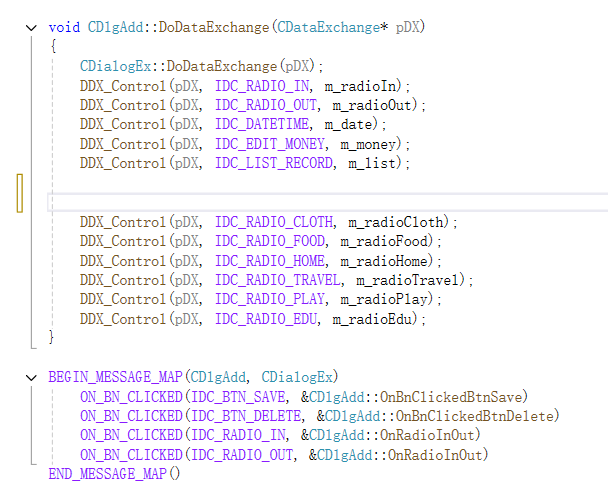 void CDlgAdd::DoDataExchange(CDataExchange* pDX)
{
    CDialogEx::DoDataExchange(pDX);
    DDX_Control(pDX, IDC_RADIO_IN, m_radioIn);
    DDX_Control(pDX, IDC_RADIO_OUT, m_radioOut);
    DDX_Control(pDX, IDC_DATETIME, m_date);
    DDX_Control(pDX, IDC_EDIT_MONEY, m_money);
    DDX_Control(pDX, IDC_LIST_RECORD, m_list);
    DDX_Control(pDX, IDC_RADIO_CLOTH, m_radioCloth);
    DDX_Control(pDX, IDC_RADIO_FOOD, m_radioFood);
    DDX_Control(pDX, IDC_RADIO_HOME, m_radioHome);
    DDX_Control(pDX, IDC_RADIO_TRAVEL, m_radioTravel);
    DDX_Control(pDX, IDC_RADIO_PLAY, m_radioPlay);
    DDX_Control(pDX, IDC_RADIO_EDU, m_radioEdu);
}
BEGIN_MESSAGE_MAP(CDlgAdd, CDialogEx)
    ON_BN_CLICKED(IDC_BTN_SAVE, &CDlgAdd::OnBnClickedBtnSave)
    ON_BN_CLICKED(IDC_BTN_DELETE, &CDlgAdd::OnBnClickedBtnDelete)
    ON_BN_CLICKED(IDC_RADIO_IN, &CDlgAdd::OnRadioInOut)
    ON_BN_CLICKED(IDC_RADIO_OUT, &CDlgAdd::OnRadioInOut)
END_MESSAGE_MAP()